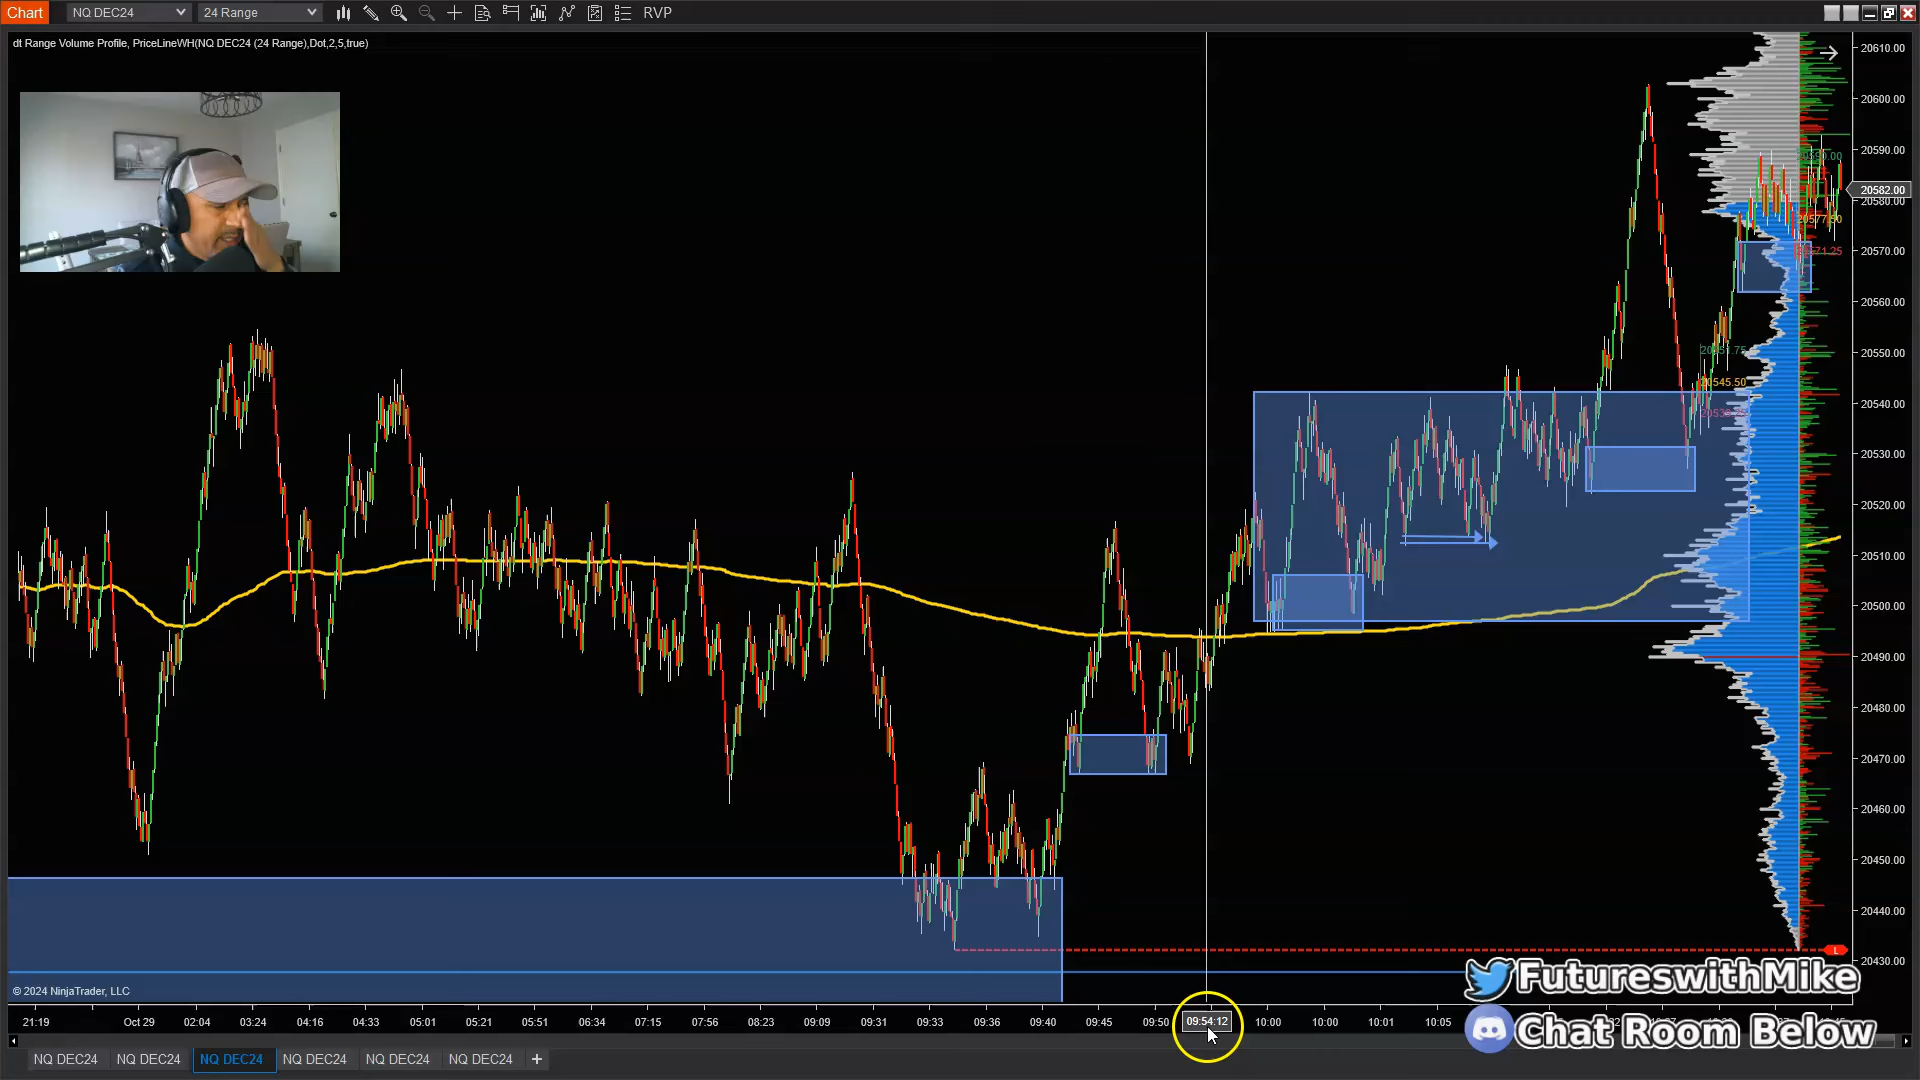 Chart NQ DEC24 24 Range RVP
dt Range Volume Profile, PriceLineWH(NQ DEC24 (24 Range),Dot,2,5,true)
20610.00
20600.00
20590.00
20582.00
20580.00
20577.50
20570.00
20571.25
20560.00
20550.00
20545.50
20540.00
20530.00
20520.00
20510.00
20500.00
20490.00
20480.00
20470.00
20460.00
20450.00
20440.00
L
20430.00
FutureswithMike
© 2024 NinjaTrader, LLC
21:19 Oct 29 02:04 03:24 04:16 04:33 05:01 05:21 05:51 06:34 07:15 07:56 08:23 09:09 09:31 09:33 09:36 09:40 09:45 09:50 09:54:12 10:00 10:00 10:01 10:05
Chat Room Below
NQ DEC24 NQ DEC24 NQ DEC24 NQ DEC24 NQ DEC24 NQ DEC24 +